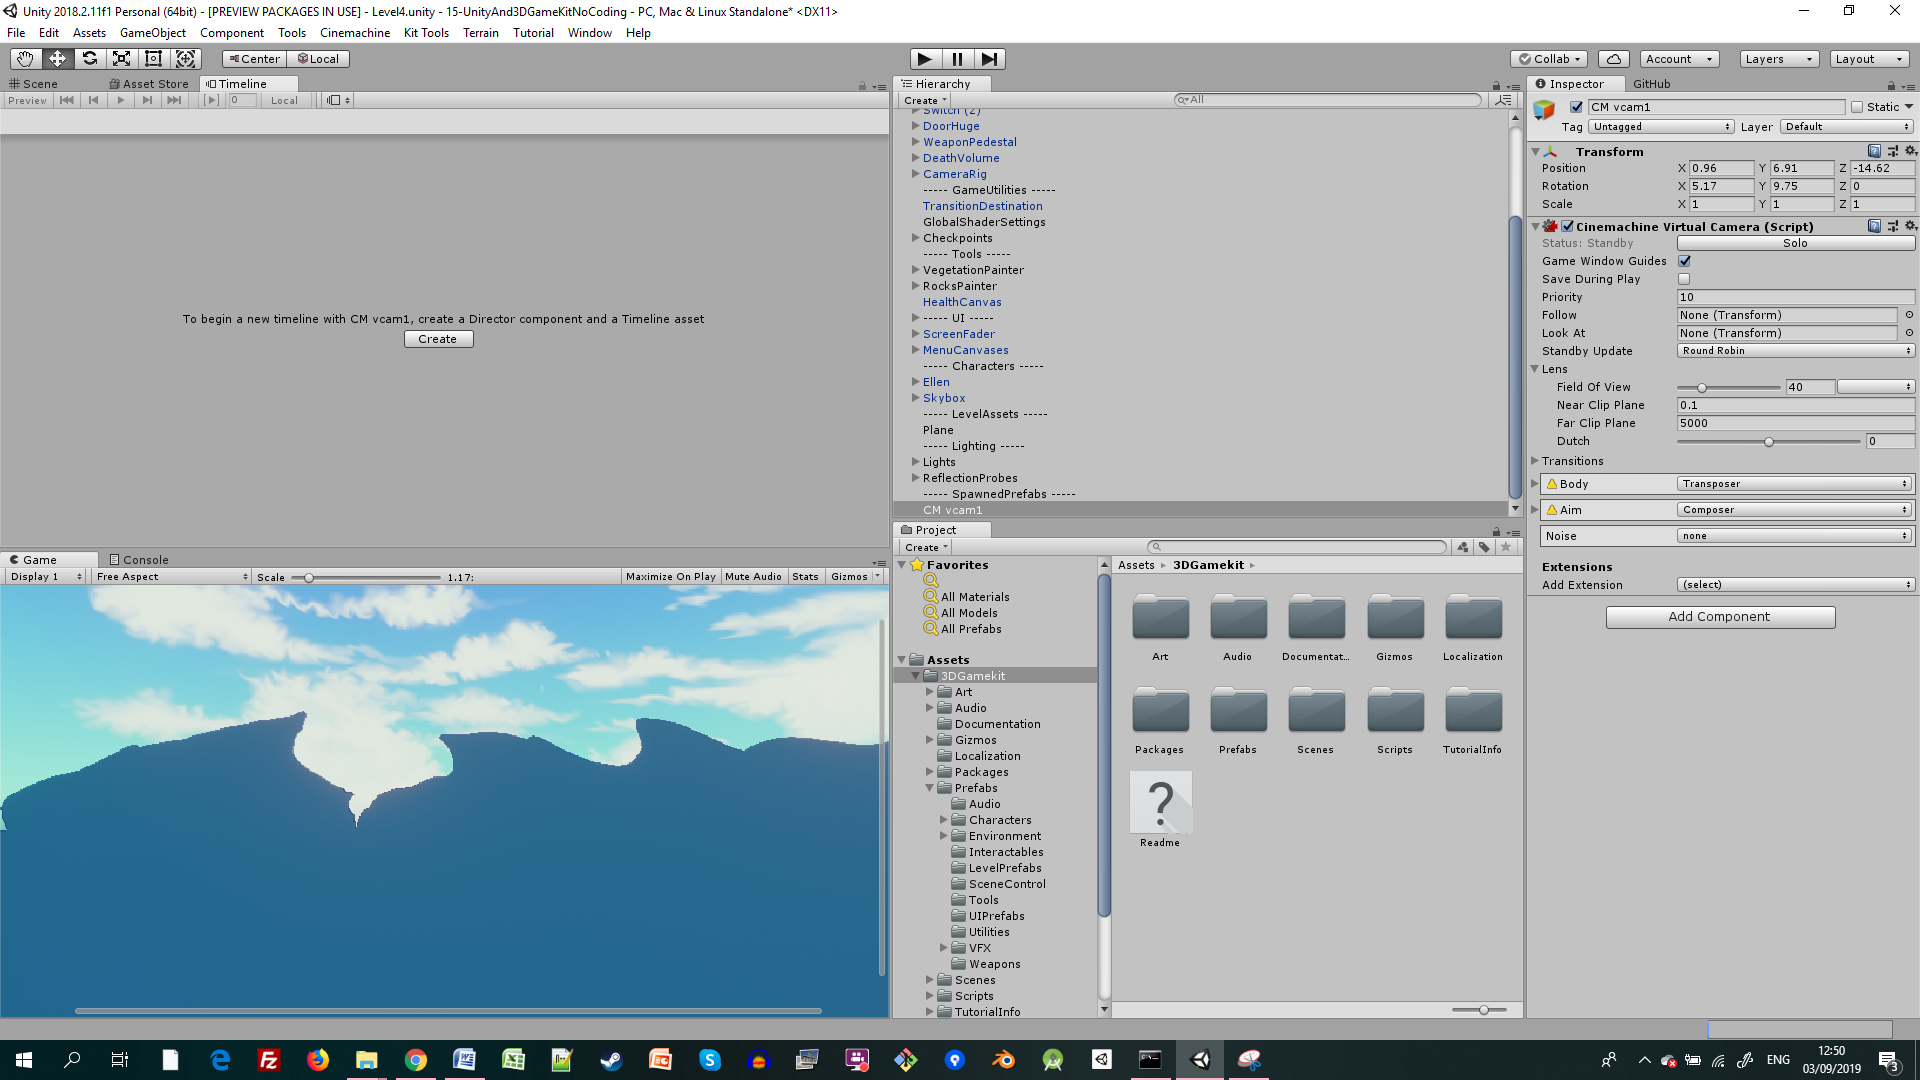 Unity 2018.2.11f1 Personal (64bit) - [PREVIEW PACKAGES IN USE] - Level4.unity - 15-UnityAnd3DGameKitNoCoding - PC, Mac & Linux Standalone* <DX11>
File Edit Assets GameObject Component Tools Cinemachine Kit Tools Terrain Tutorial Window Help
Center Local Collab Account Layers Layout
Scene Asset Store Timeline
Preview 0 Local
To begin a new timeline with CM vcam1, create a Director component and a Timeline asset
Create
Game Console
Display 1 Free Aspect Scale 1.17: Maximize On Play Mute Audio Stats Gizmos
Hierarchy
Create All
Switch (2)
DoorHuge
WeaponPedestal
DeathVolume
CameraRig
----- GameUtilities -----
TransitionDestination
GlobalShaderSettings
Checkpoints
----- Tools -----
VegetationPainter
RocksPainter
HealthCanvas
----- UI -----
ScreenFader
MenuCanvases
----- Characters -----
Ellen
Skybox
----- LevelAssets -----
Plane
----- Lighting -----
Lights
ReflectionProbes
----- SpawnedPrefabs -----
CM vcam1
Project
Create
Favorites
All Materials
All Models
All Prefabs
Assets
3DGamekit
Art
Audio
Documentation
Gizmos
Localization
Packages
Prefabs
Audio
Characters
Environment
Interactables
LevelPrefabs
SceneControl
Tools
UIPrefabs
Utilities
VFX
Weapons
Scenes
Scripts
TutorialInfo
Assets 3DGamekit
Art Audio Documentat... Gizmos Localization
Packages Prefabs Scenes Scripts TutorialInfo
?
Readme
Inspector GitHub
CM vcam1 Static
Tag Untagged Layer Default
Transform
Position X 0.96 Y 6.91 Z -14.62
Rotation X 5.17 Y 9.75 Z 0
Scale X 1 Y 1 Z 1
Cinemachine Virtual Camera (Script)
Status: Standby Solo
Game Window Guides
Save During Play
Priority 10
Follow None (Transform)
Look At None (Transform)
Standby Update Round Robin
Lens
Field Of View 40
Near Clip Plane 0.1
Far Clip Plane 5000
Dutch 0
Transitions
Body Transposer
Aim Composer
Noise none
Extensions
Add Extension (select)
Add Component
ENG 12:50
03/09/2019
3